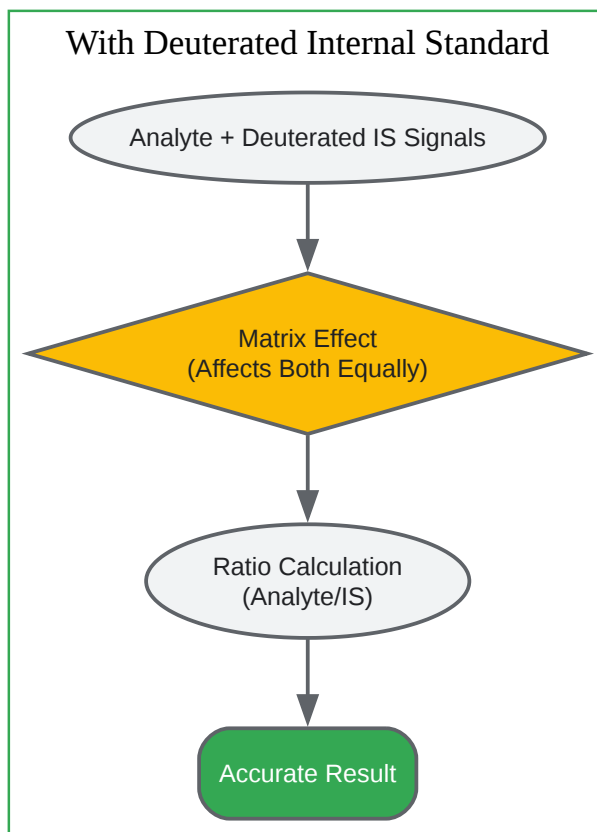 With Deuterated Internal Standard
Analyte + Deuterated IS Signals
Matrix Effect
(Affects Both Equally)
Ratio Calculation
(Analyte/IS)
Accurate Result